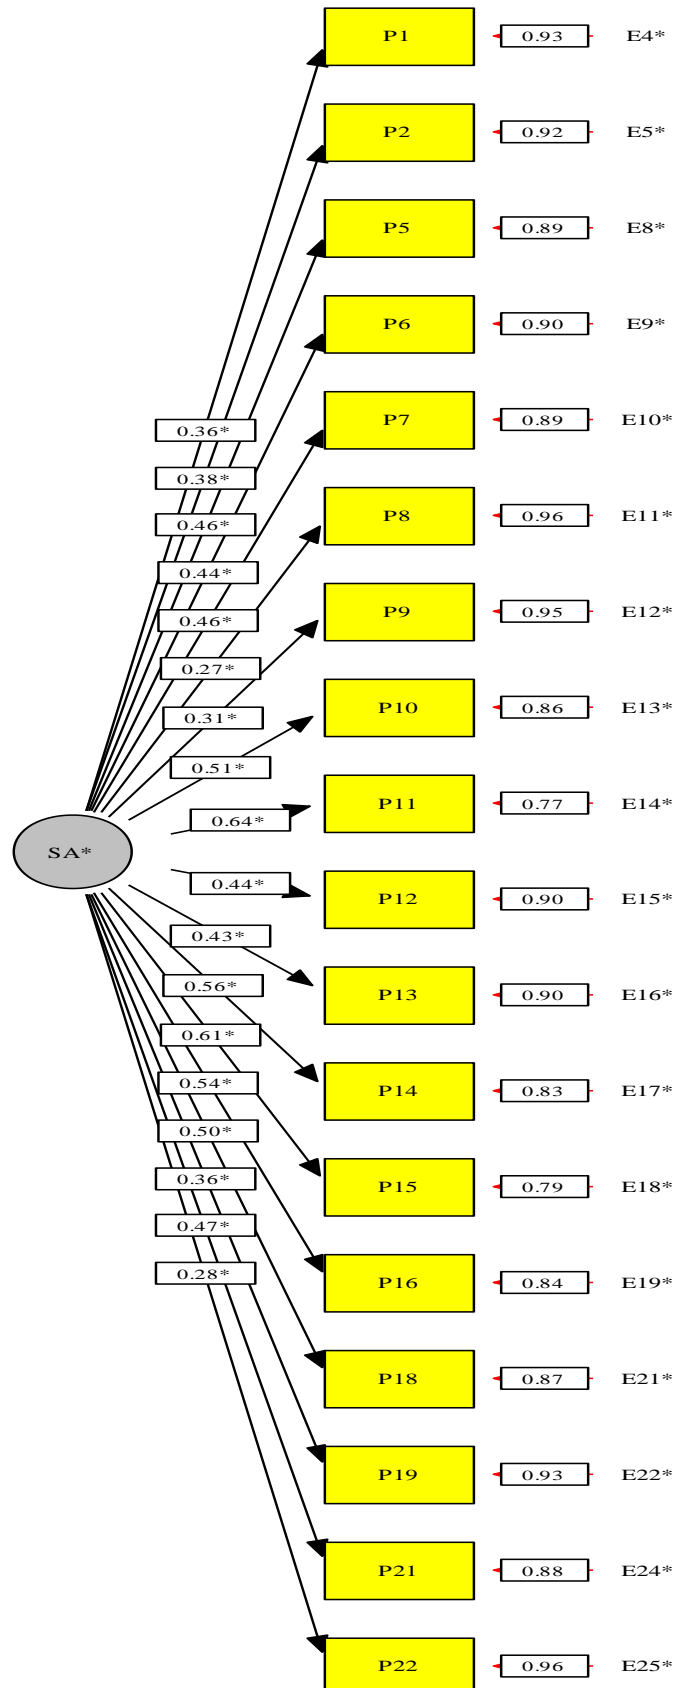 P1 0.93 E4*
P2 0.92 E5*
P5 0.89 E8*
P6 0.90 E9*
P7 0.89 E10*
0.36*
0.38*
P8 0.96 E11*
0.46*
0.44*
P9 0.95 E12*
0.46*
0.27*
P10 0.86 E13*
0.31*
0.51*
P11 0.77 E14*
0.64*
SA*
0.44*
P12 0.90 E15*
0.43*
0.56*
P13 0.90 E16*
0.61*
0.54*
P14 0.83 E17*
0.50*
0.36*
P15 0.79 E18*
0.47*
0.28*
P16 0.84 E19*
P18 0.87 E21*
P19 0.93 E22*
P21 0.88 E24*
P22 0.96 E25*